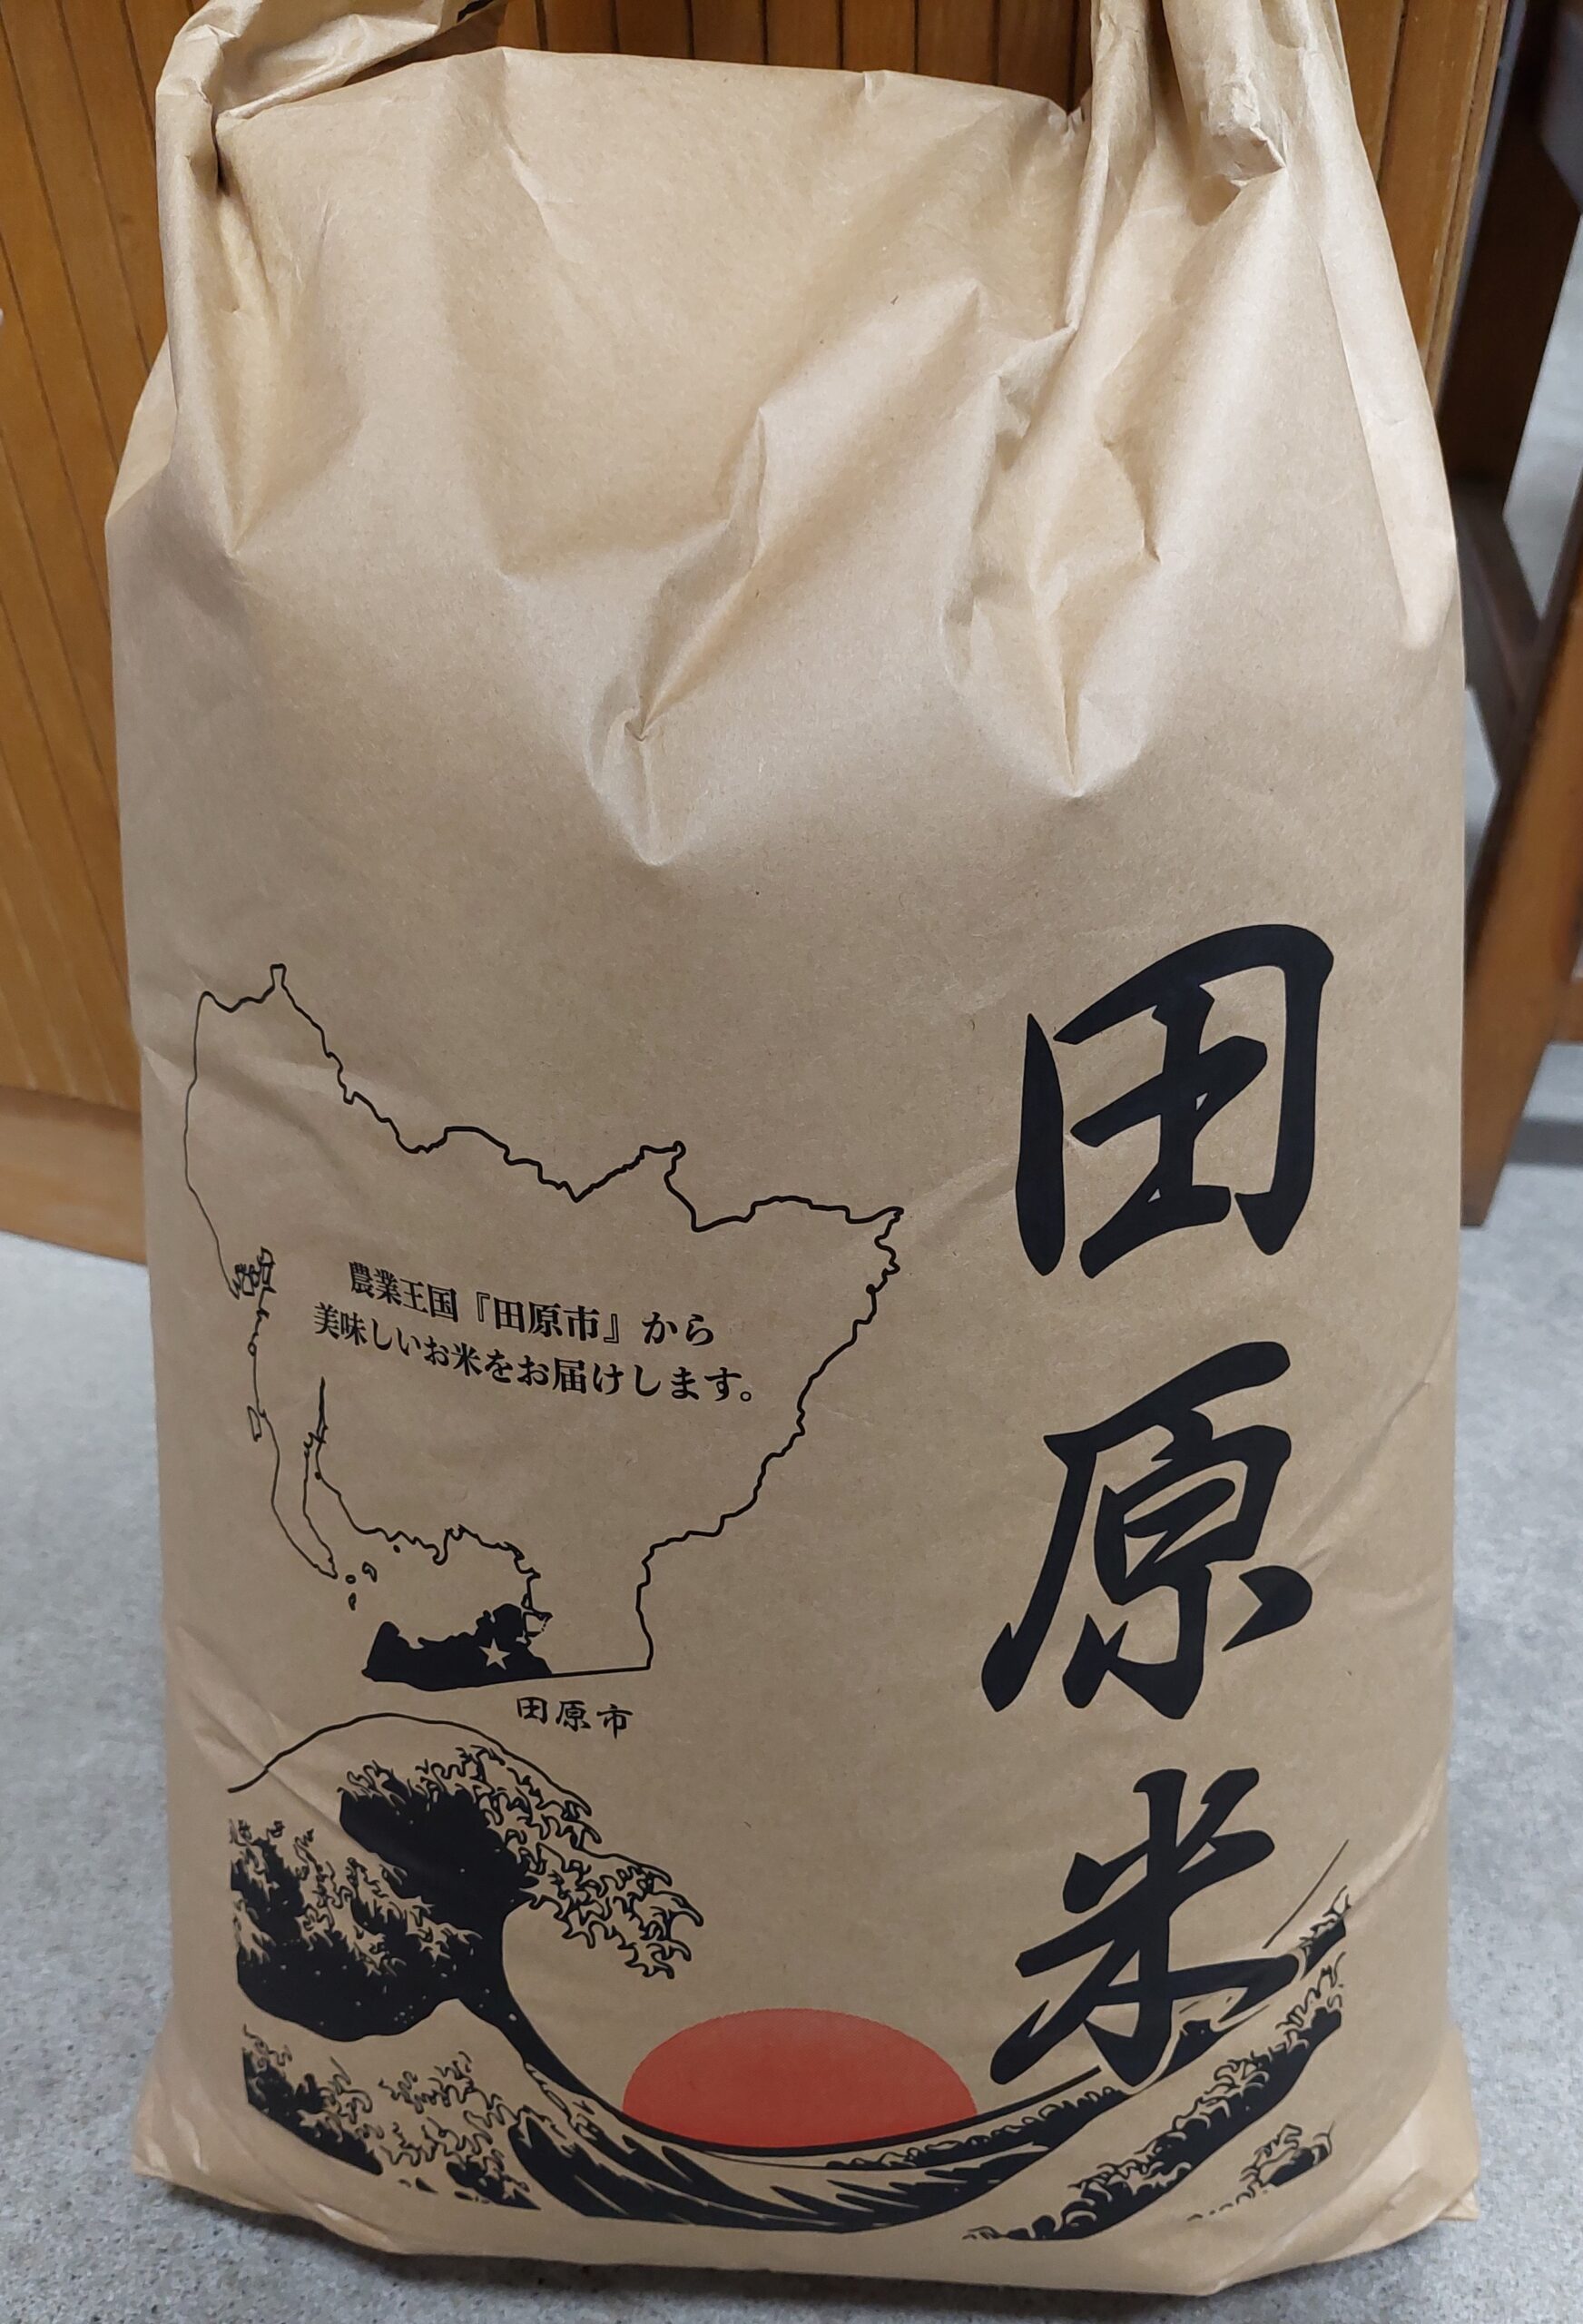 田原米
農業王国『田原市』から
美味しいお米をお届けします。
田原市